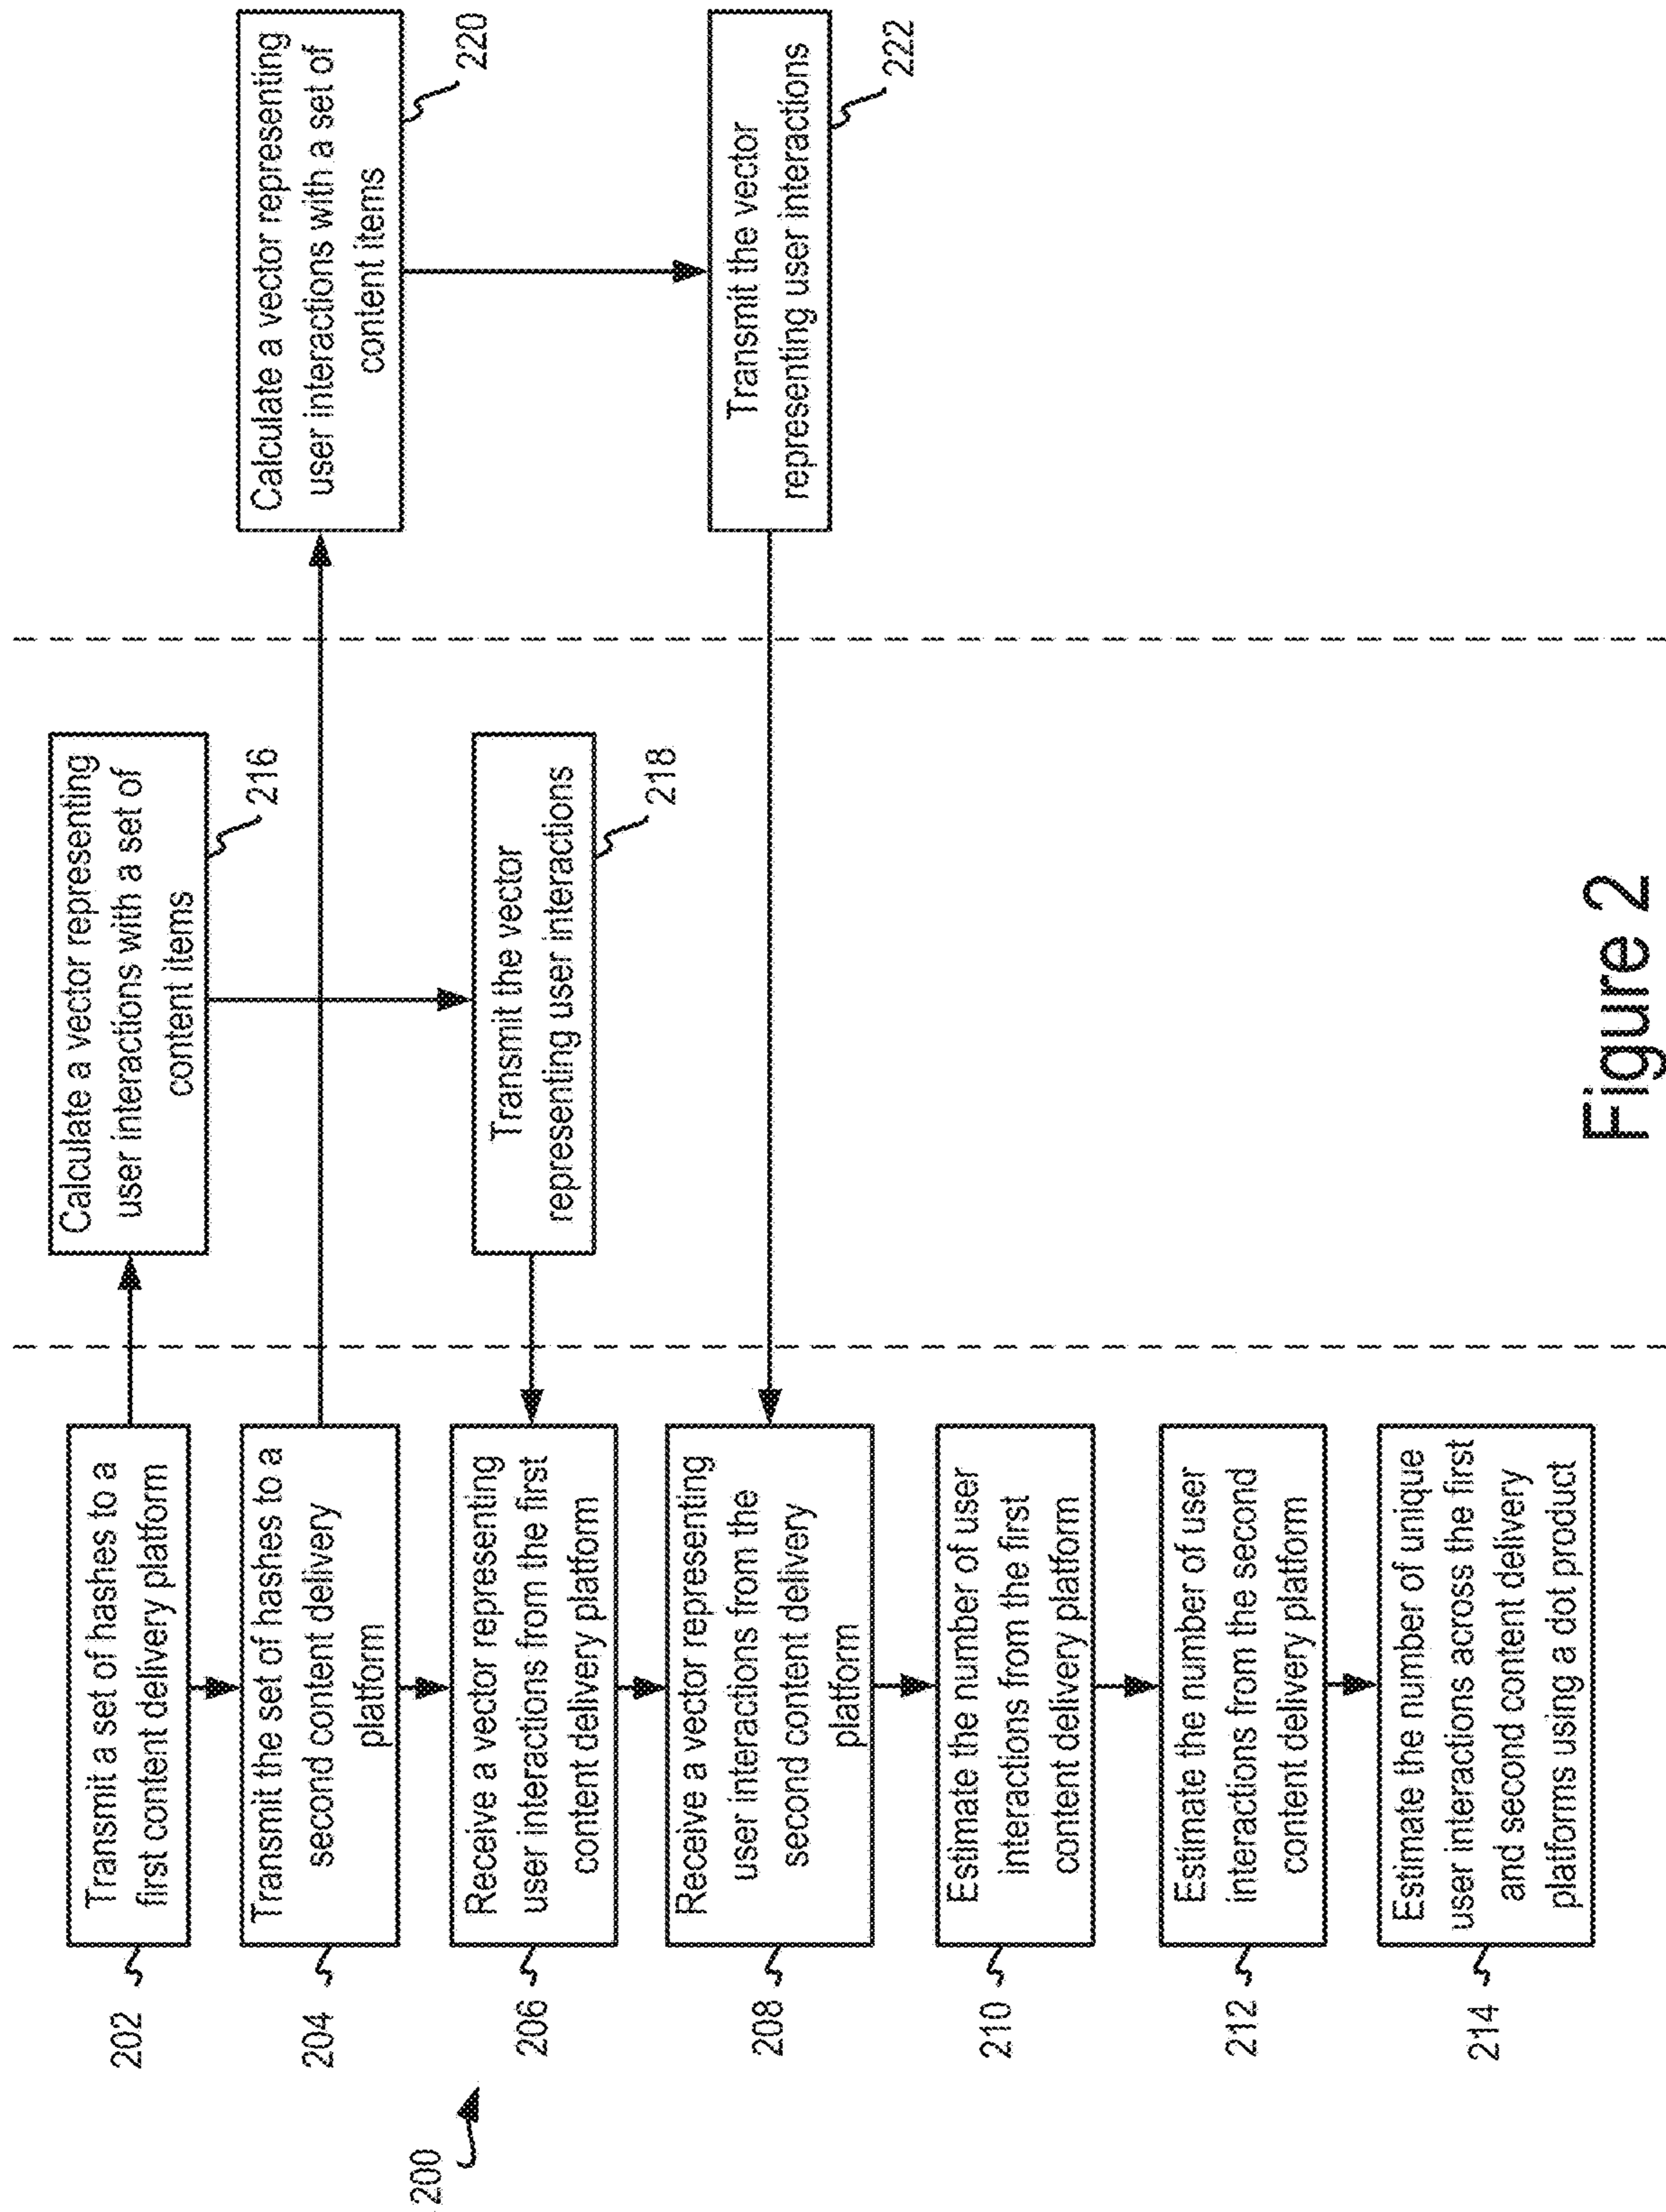 200
202
Transmit a set of hashes to a
first content delivery platform
204
Transmit the set of hashes to a
second content delivery
platform
206
Receive a vector representing
user interactions from the first
content delivery platform
208
Receive a vector representing
user interactions from the
second content delivery
platform
210
Estimate the number of user
interactions from the first
content delivery platform
212
Estimate the number of user
interactions from the second
content delivery platform
214
Estimate the number of unique
user interactions across the first
and second content delivery
platforms using a dot product
Calculate a vector representing
user interactions with a set of
content items
216
Transmit the vector
representing user interactions
218
Calculate a vector representing
user interactions with a set of
content items
220
Transmit the vector
representing user interactions
222
Figure 2